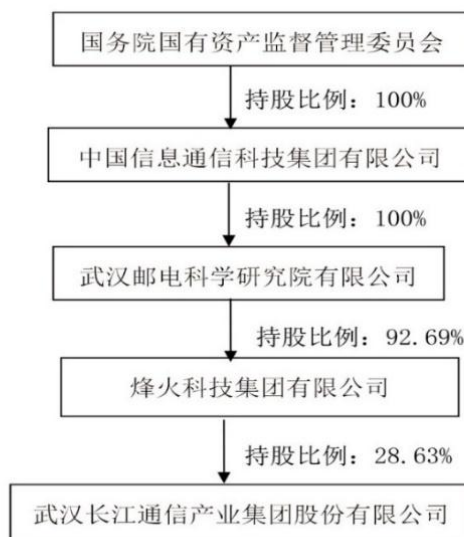 国务院国有资产监督管理委员会
持股比例：100%
中国信息通信科技集团有限公司
持股比例：100%
武汉邮电科学研究院有限公司
持股比例：92.69%
烽火科技集团有限公司
持股比例：28.63%
武汉长江通信产业集团股份有限公司